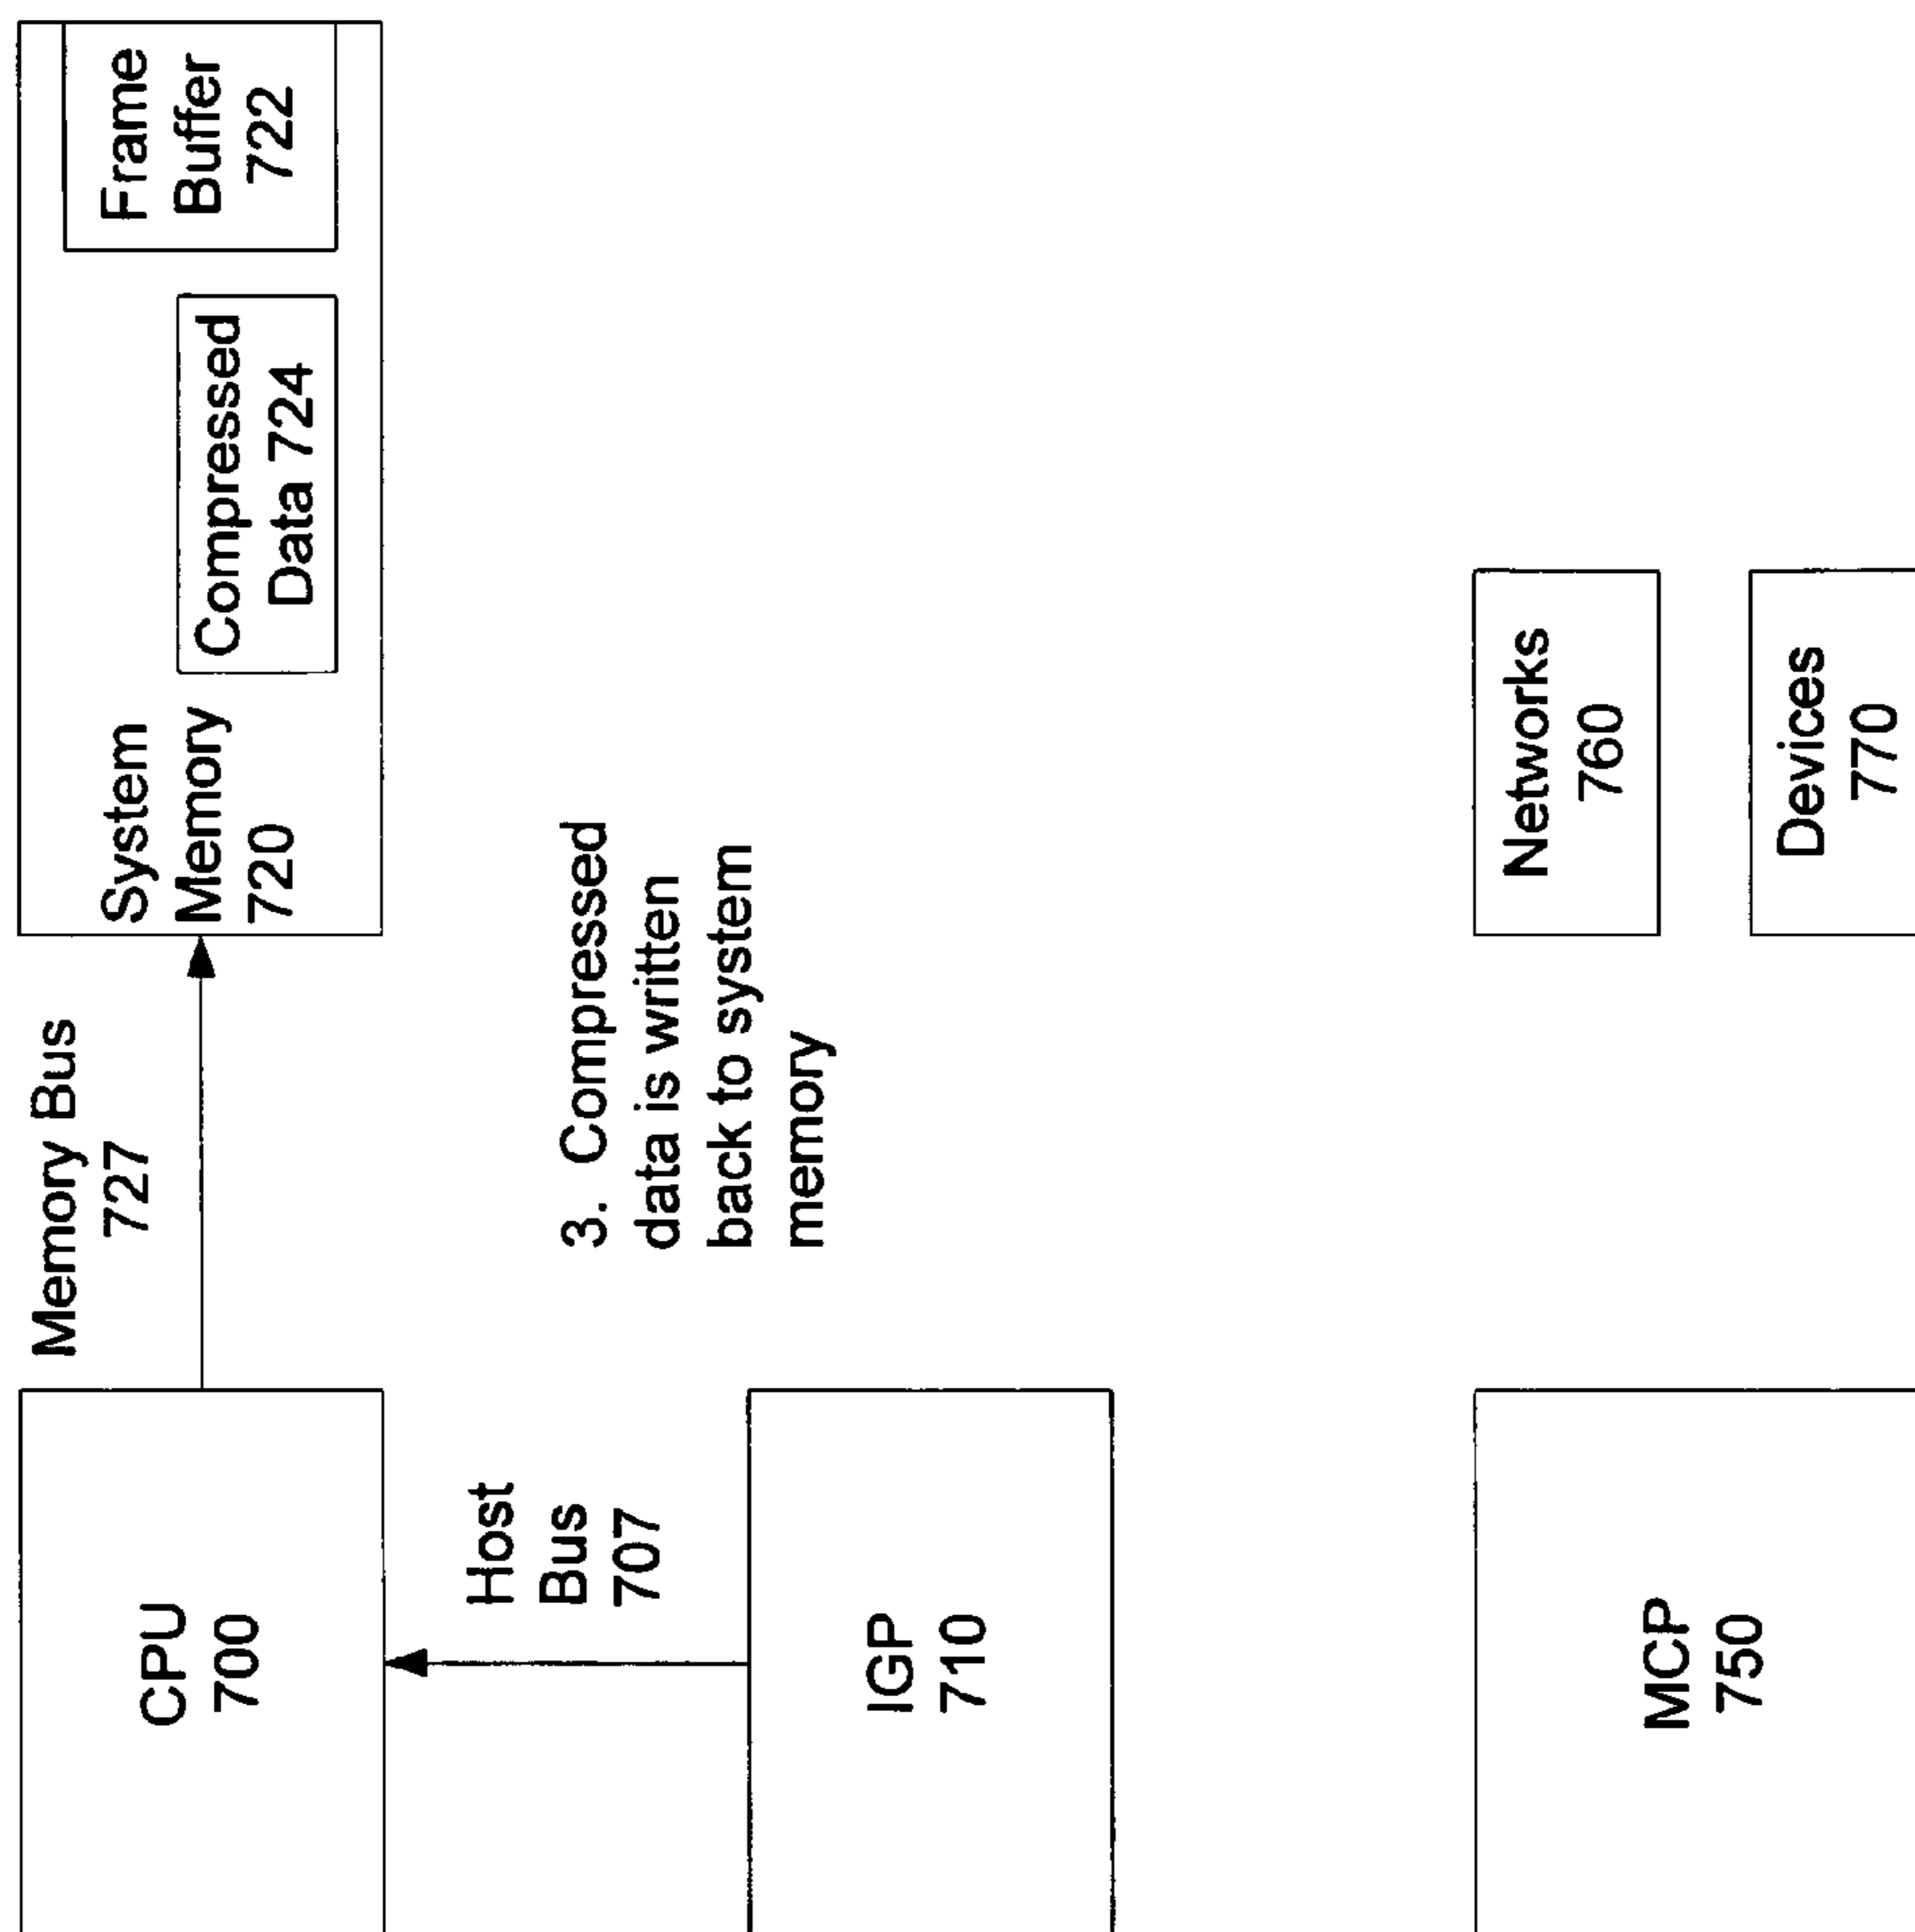 CPU
700
Memory Bus
727
System
Memory
720
Compressed
Data 724
Frame
Buffer
722
Host
Bus
707
3. Compressed
data is written
back to system
memory
IGP
710
MCP
750
Networks
760
Devices
770